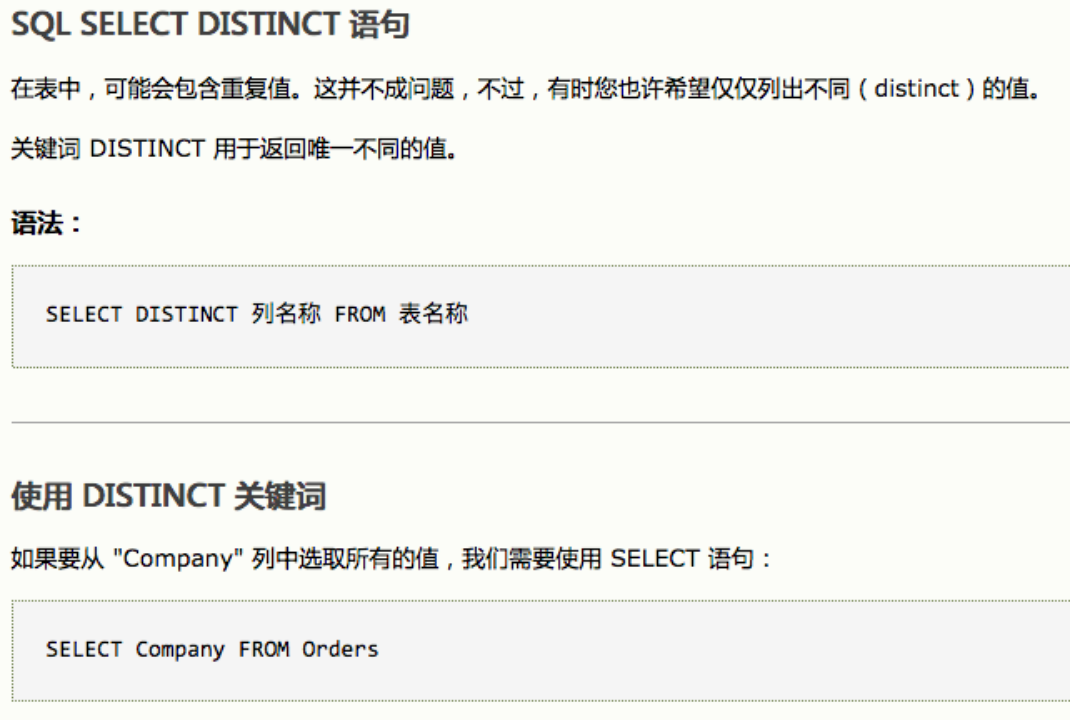 SQL SELECT DISTINCT 语句
在表中，可能会包含重复值。这并不成问题，不过，有时您也许希望仅仅列出不同（distinct）的值。
关键词 DISTINCT 用于返回唯一不同的值。
语法：
SELECT DISTINCT 列名称 FROM 表名称
使用 DISTINCT 关键词
如果要从 "Company" 列中选取所有的值，我们需要使用 SELECT 语句：
SELECT Company FROM Orders